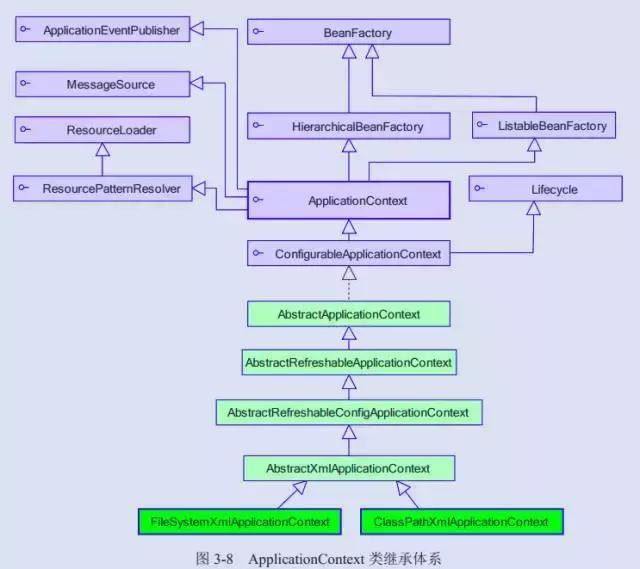 ApplicationEventPublisher
BeanFactory
MessageSource
ResourceLoader
HierarchicalBeanFactory
ListableBeanFactory
ResourcePatternResolver
ApplicationContext
Lifecycle
ConfigurableApplicationContext
AbstractApplicationContext
AbstractRefreshableApplicationContext
AbstractRefreshableConfigApplicationContext
AbstractXmlApplicationContext
FileSystemXmlApplicationContext
ClassPathXmlApplicationContext
图 3-8 ApplicationContext 类继承体系